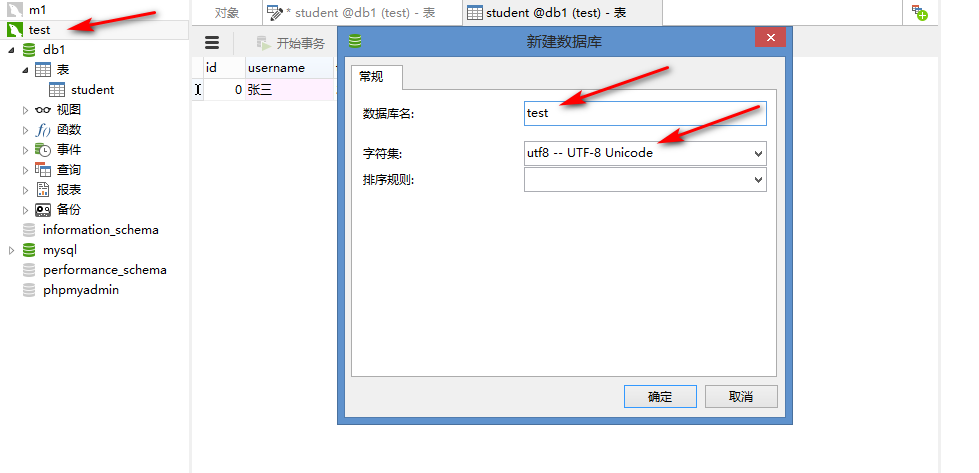 m1
test
db1
表
student
视图
函数
事件
查询
报表
备份
information_schema
mysql
performance_schema
phpmyadmin
对象
* student @db1 (test) - 表
student @db1 (test) - 表
开始事务
id username
0 张三
新建数据库
常规
数据库名: test
字符集: utf8 -- UTF-8 Unicode
排序规则:
确定 取消